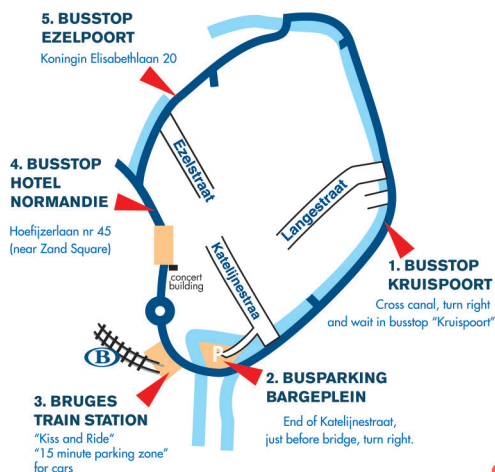 5. BUSSTOP
EZELPOORT
Koningin Elisabethlaan 20
Ezelstraat
4. BUSSTOP
HOTEL
NORMANDIE
Hoefijzerlaan nr 45
(near Zand Square)
Langestraat
Katelijnestraa
concert
building
1. BUSSTOP
KRUISPOORT
Cross canal, turn right
and wait in busstop "Kruispoort"
B
P
3. BRUGES
TRAIN STATION
"Kiss and Ride"
"15 minute parking zone"
for cars
2. BUSPARKING
BARGEPLEIN
End of Katelijnestraat,
just before bridge, turn right.